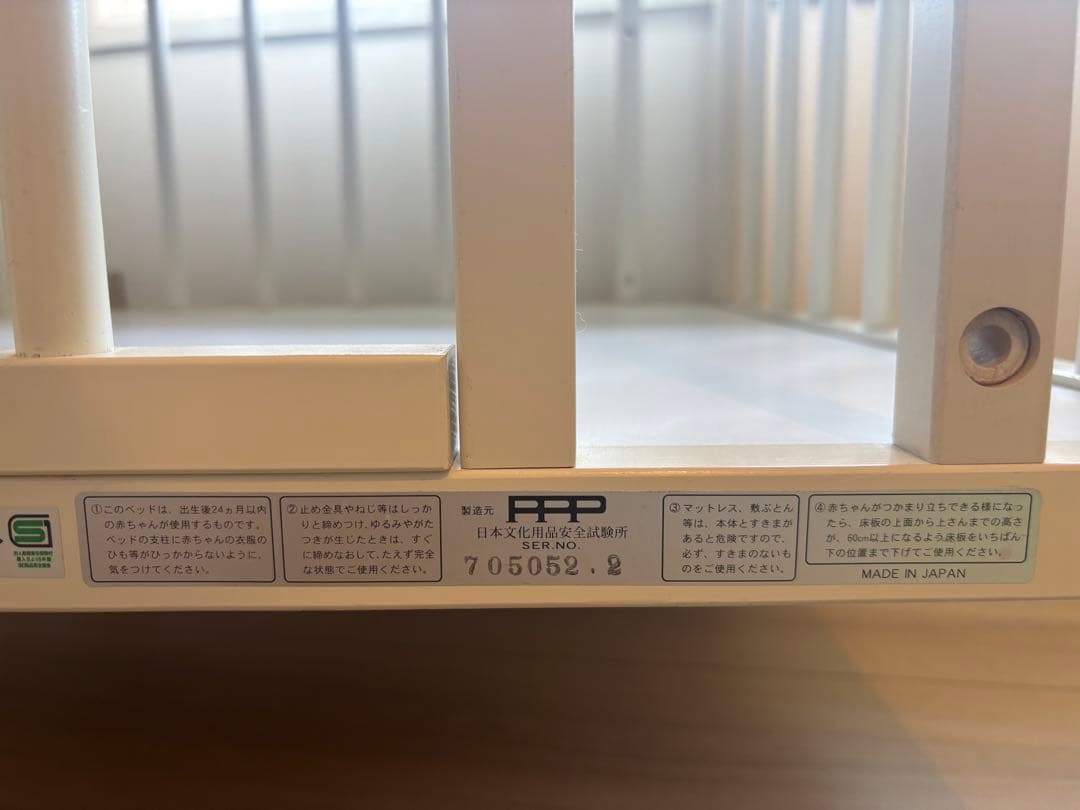 ①このベッドは、出生後24ヵ月以内
の赤ちゃんが使用するものです。
ベッドの支柱に赤ちゃんの衣服の
ひも等がひっかからないように、
気をつけてください。
②止め金具やねじ等はしっか
りと締めつけ、ゆるみやがた
つきが生じたときは、すぐ
に締めなおして、たえず完全
な状態でご使用ください。
製造元 PPP
日本文化用品安全試験所
SER.NO.
705052.2
③マットレス、敷ぶとん
等は、本体とすきまが
あると危険ですので、
必ず、すきまのないも
のをご使用ください。
④赤ちゃんがつかまり立ちできる様になっ
たら、床板の上面から上さんまでの高さ
が、60cm以上になるよう床板をいちばん
下の位置まで下げてご使用ください。
MADE IN JAPAN